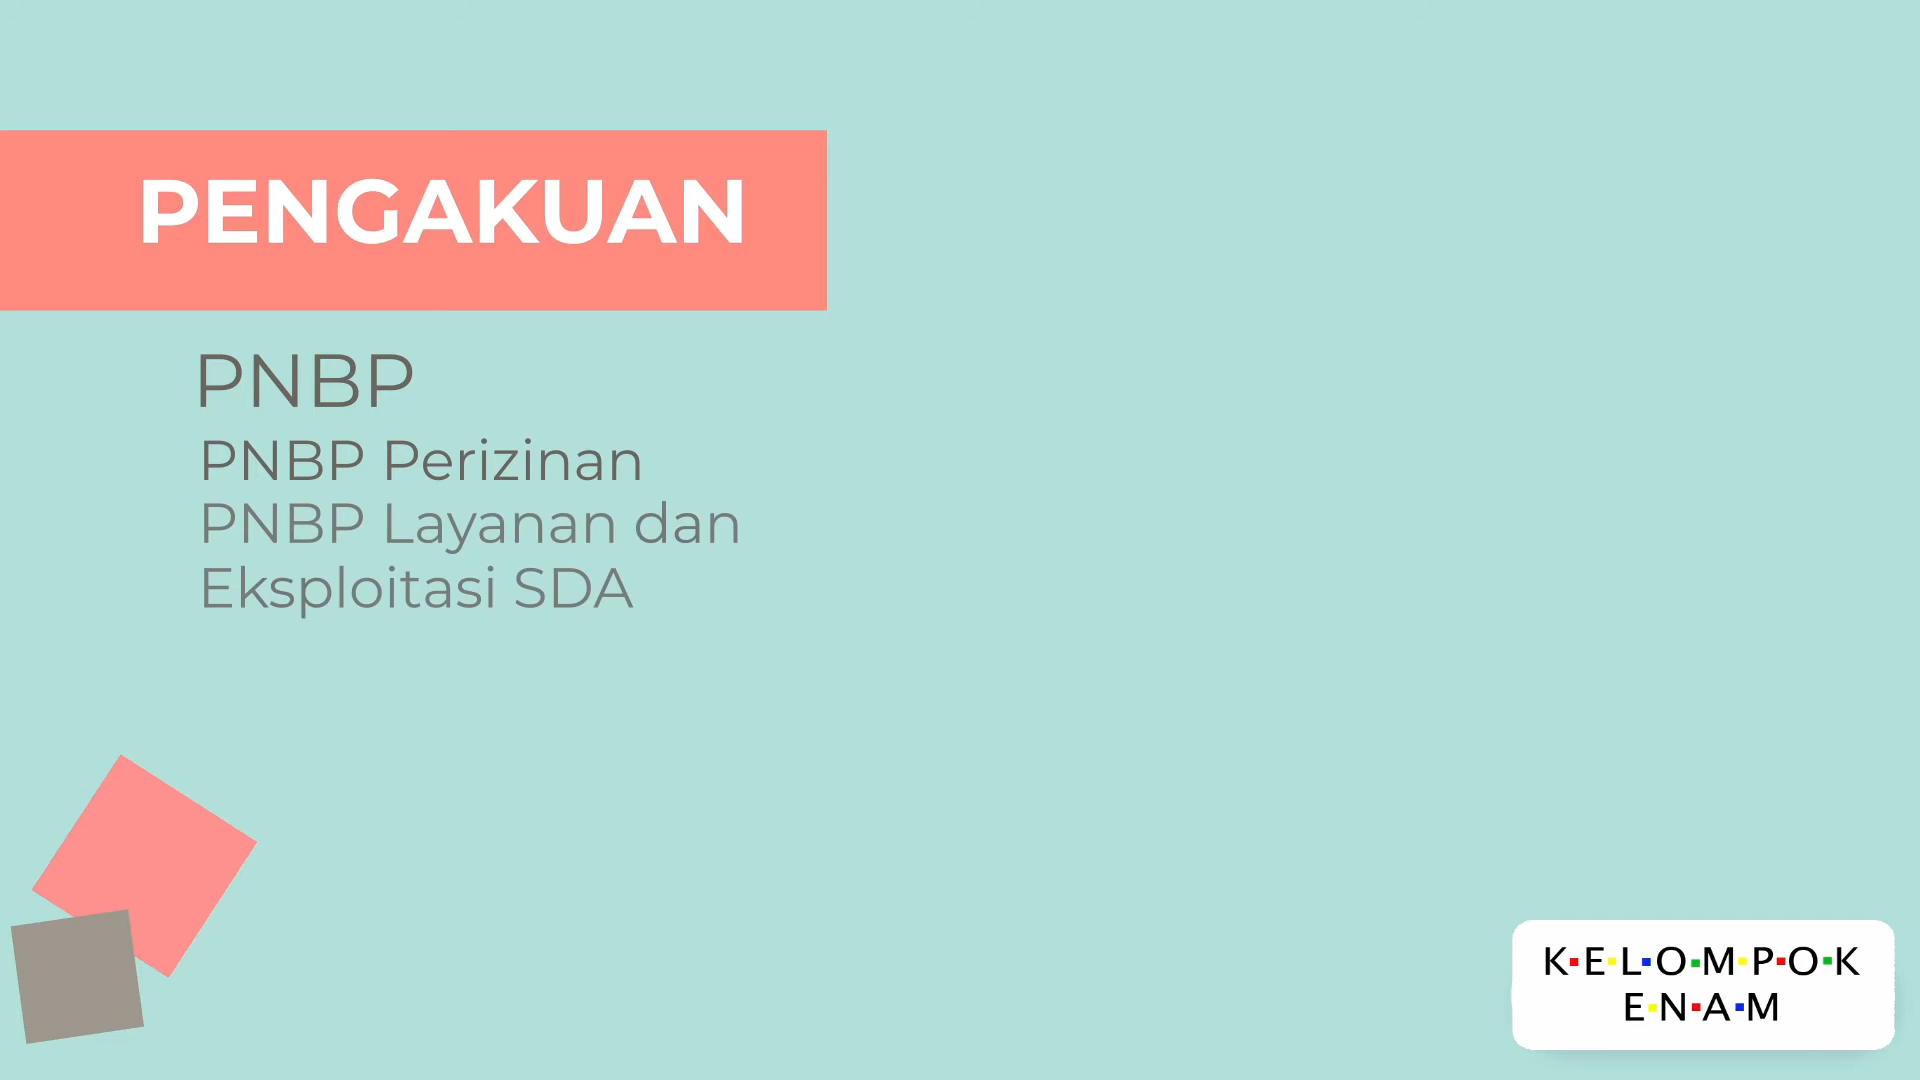 PENGAKUAN
PNBP
PNBP Perizinan
PNBP Layanan dan
Eksploitasi SDA
K·E·L·O·M·P·O·K
E·N·A·M